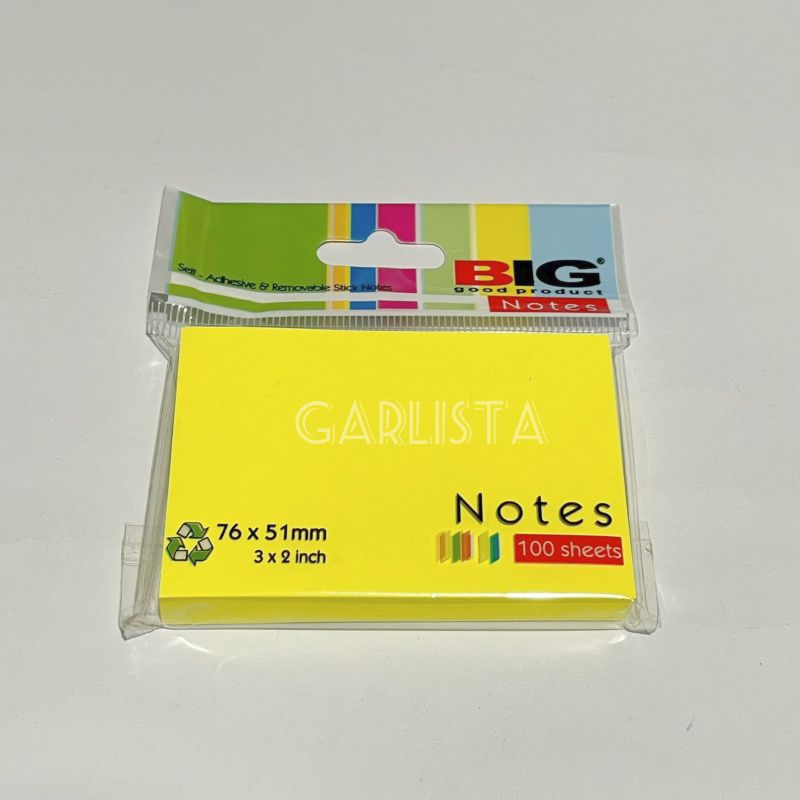 Self - Adhesive & Removable Stick Notes
BIG®
good product
Notes
GARLISTA
Notes
76 x 51mm
100 sheets
3 x 2 inch